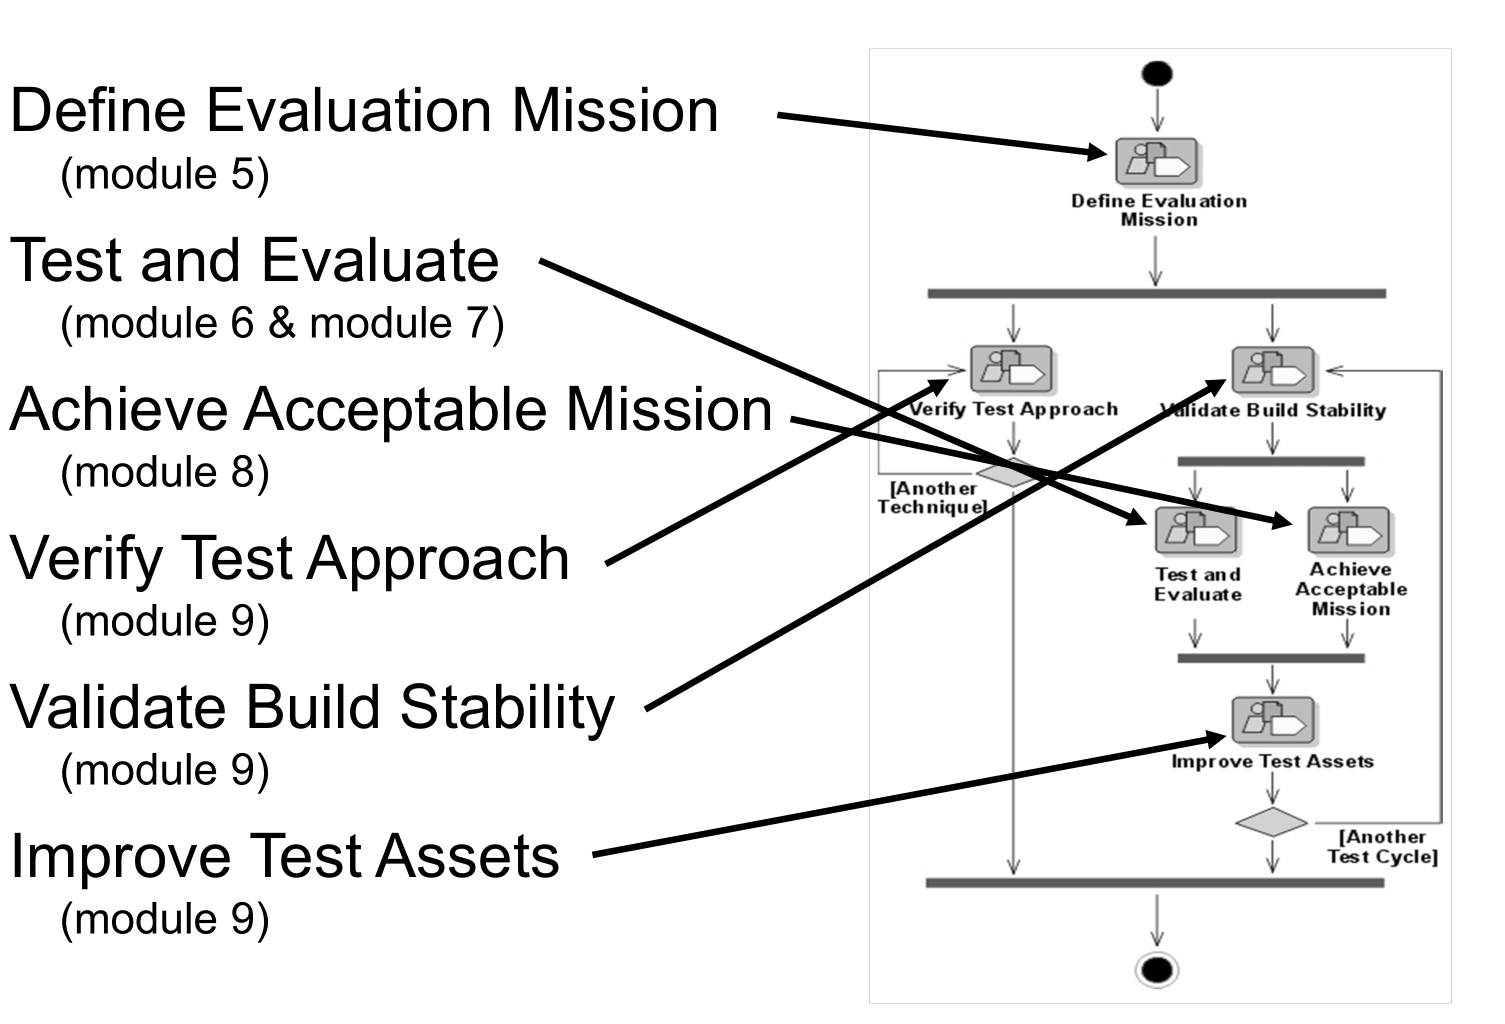 Define Evaluation Mission
(module 5)
Test and Evaluate
(module 6 & module 7)
Achieve Acceptable Mission
(module 8)
Verify Test Approach
(module 9)
Validate Build Stability
(module 9)
Improve Test Assets
(module 9)
Define Evaluation
Mission
Verify Test Approach
Validate Build Stability
[Another
Technique]
Test and
Evaluate
Achieve
Acceptable
Mission
Improve Test Assets
[Another
Test Cycle]